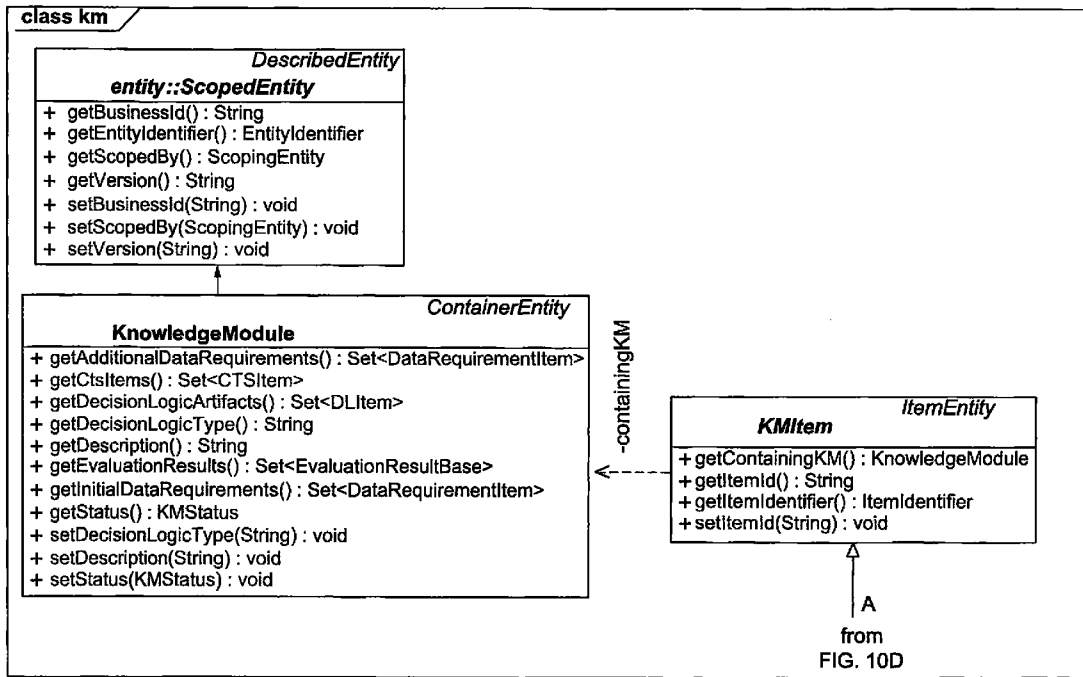 class km
DescribedEntity
entity::ScopedEntity
+ getBusinessId() : String
+ getEntityIdentifier() : EntityIdentifier
+ getScopedBy() : ScopingEntity
+ getVersion() : String
+ setBusinessId(String) : void
+ setScopedBy(ScopingEntity) : void
+ setVersion(String) : void
ContainerEntity
KnowledgeModule
+ getAdditionalDataRequirements() : Set<DataRequirementItem>
+ getCtsItems() : Set<CTSItem>
+ getDecisionLogicArtifacts() : Set<DLItem>
+ getDecisionLogicType() : String
+ getDescription() : String
+ getEvaluationResults() : Set<EvaluationResultBase>
+ getInitialDataRequirements() : Set<DataRequirementItem>
+ getStatus() : KMStatus
+ setDecisionLogicType(String) : void
+ setDescription(String) : void
+ setStatus(KMStatus) : void
-containingKM
ItemEntity
KMItem
+ getContainingKM() : KnowledgeModule
+ getItemId() : String
+ getItemIdentifier() : ItemIdentifier
+ setItemId(String) : void
A
from
FIG. 10D